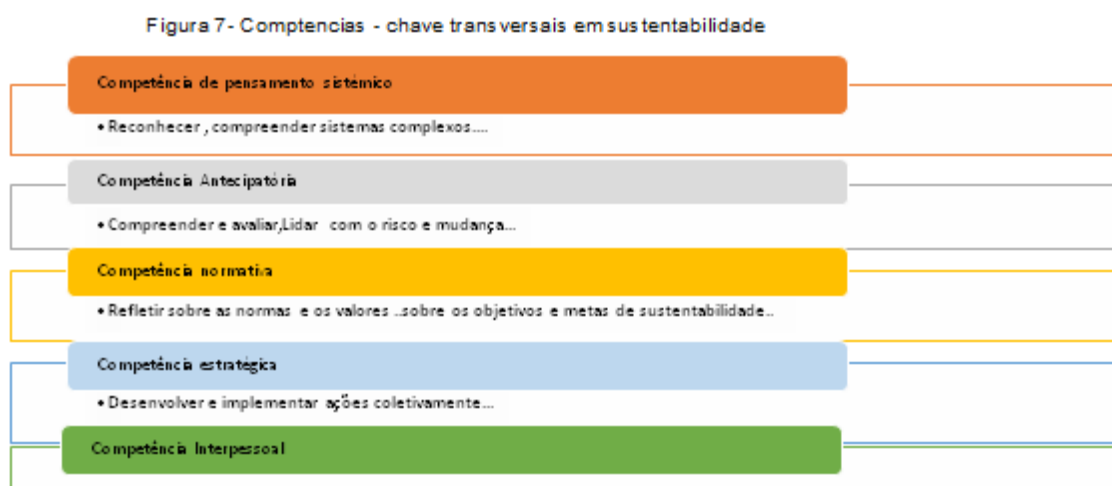 Figura 7- Comptencias - chave transversais em sustentabilidade
Competência de pensamento sistémico
• Reconhecer , compreender sistemas complexos....
Competência Antecipatória
• Compreender e avaliar,Lidar com o risco e mudança...
Competência normativa
• Refletir sobre as normas e os valores ..sobre os objetivos e metas de sustentabilidade..
Competência estratégica
• Desenvolver e implementar ações coletivamente...
Competência Interpessoal